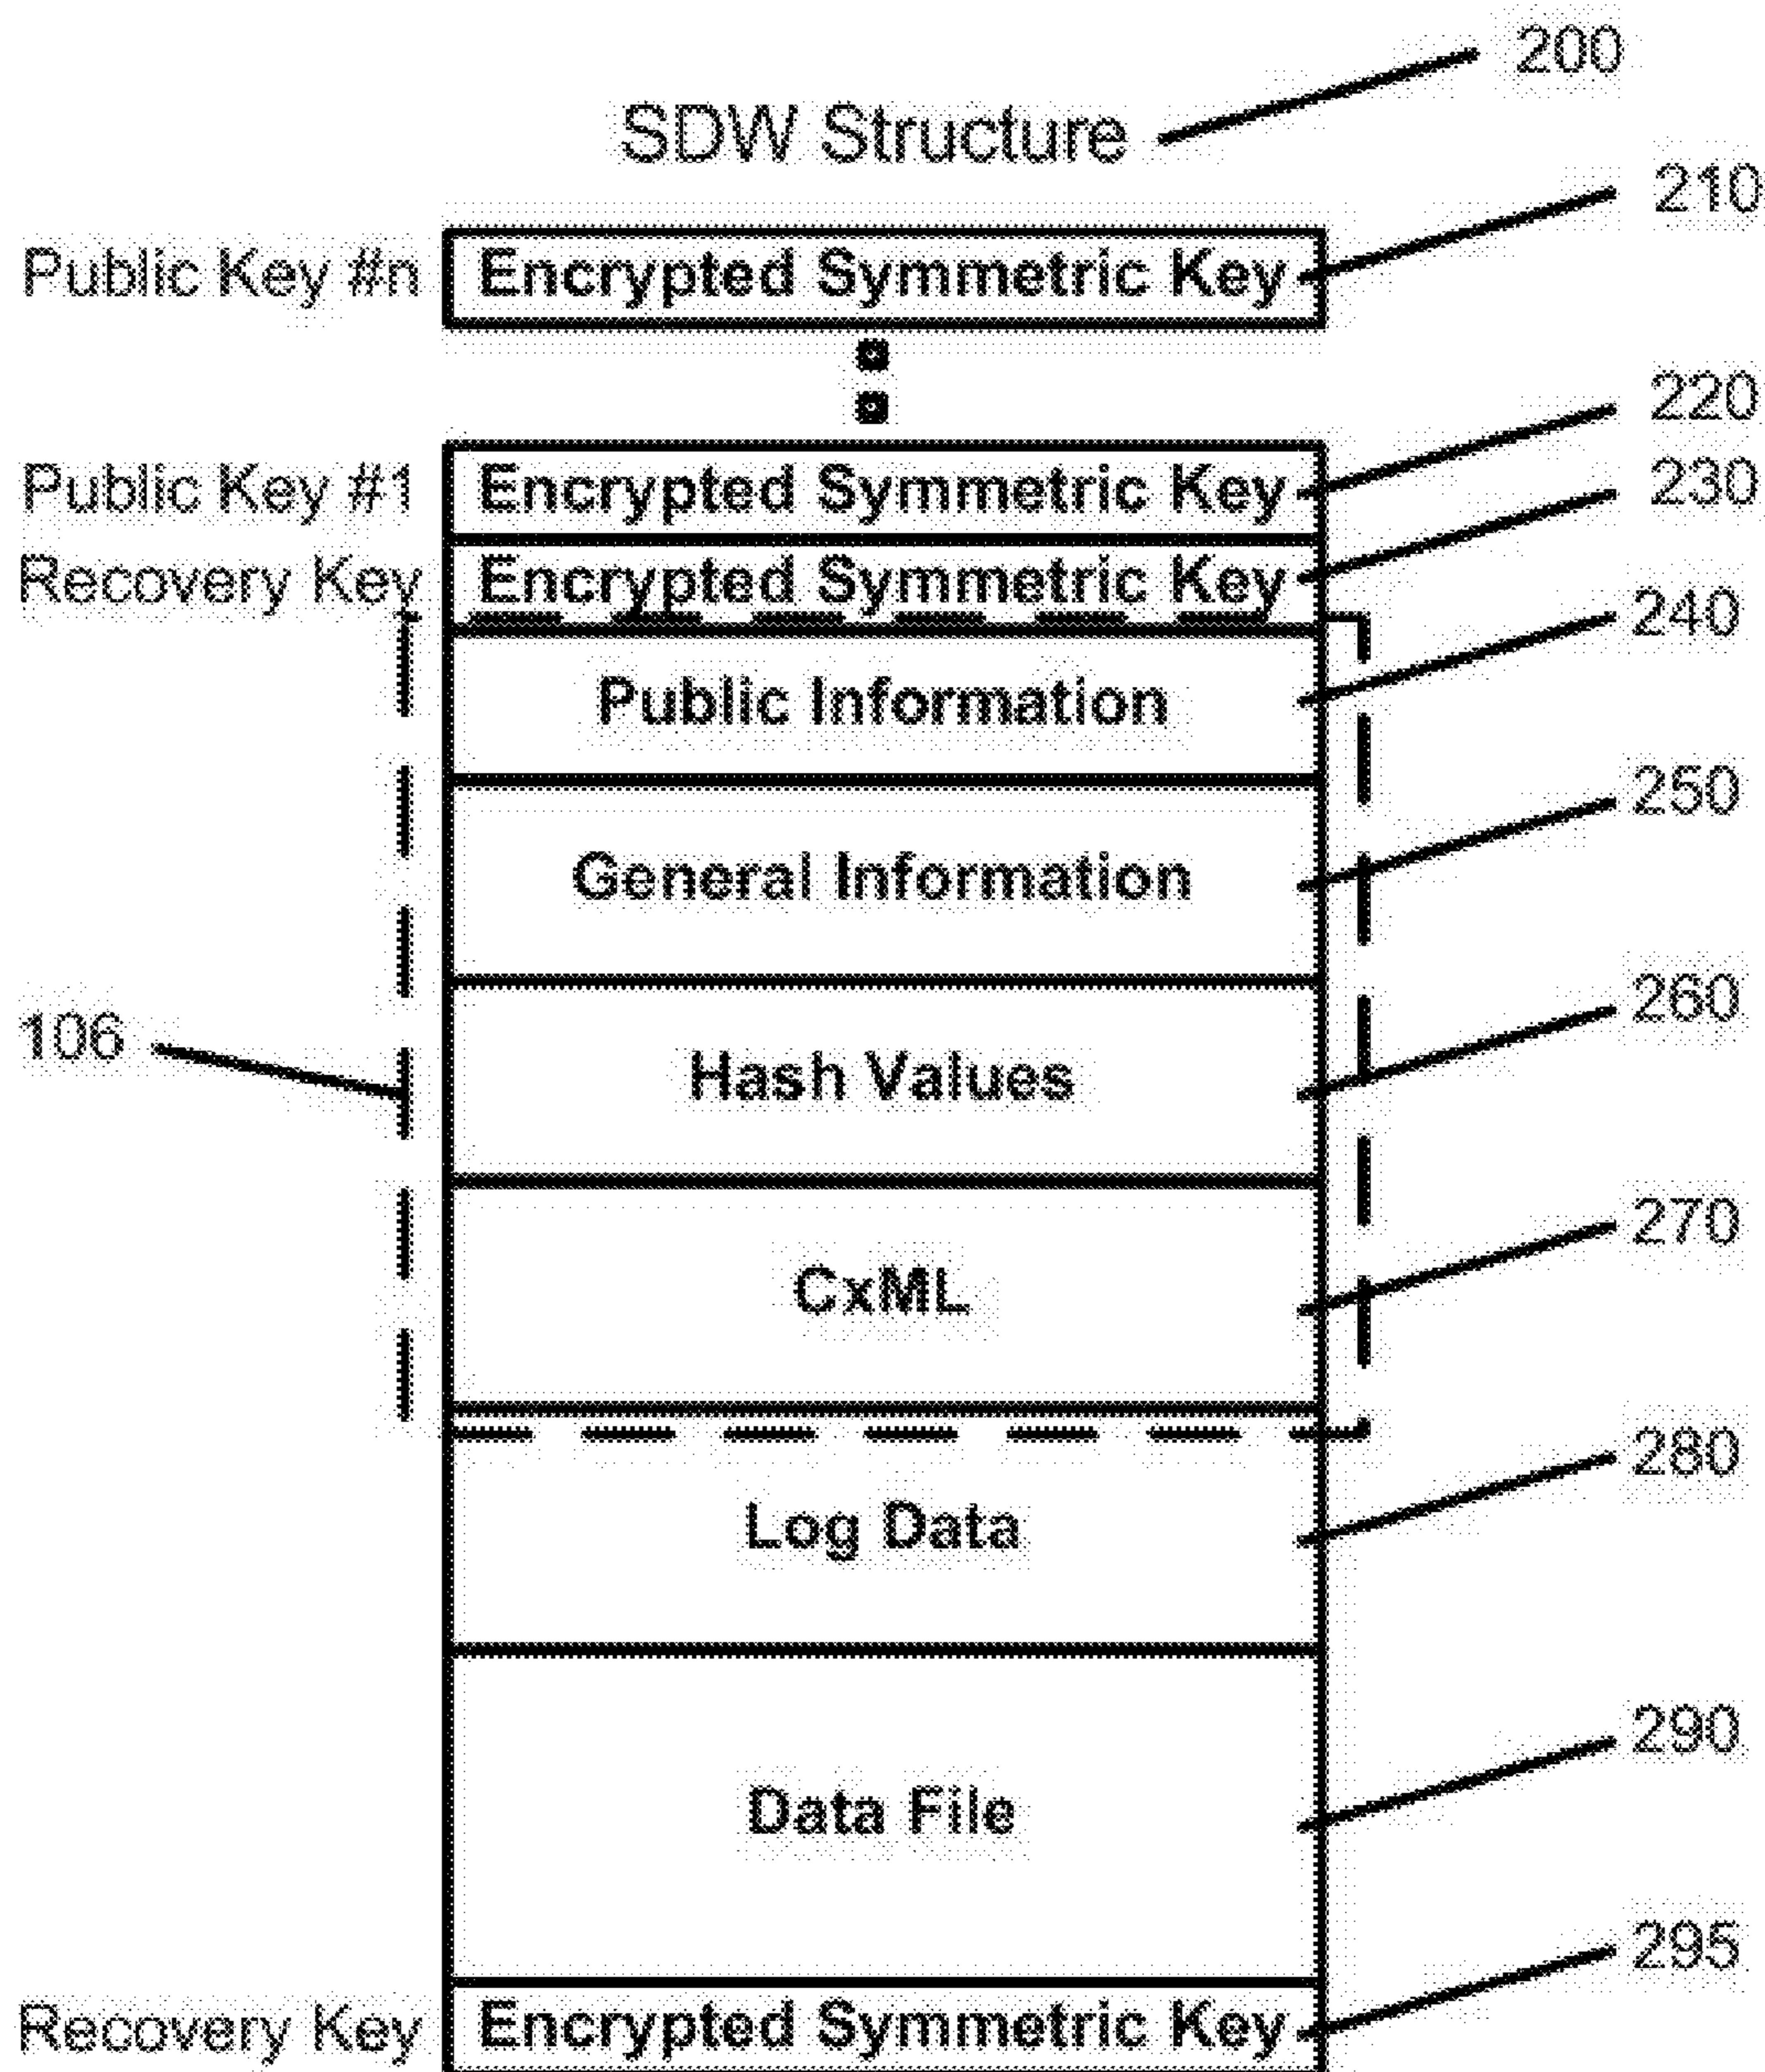 200
SDW Structure
210
Public Key #n Encrypted Symmetric Key
220
Public Key #1 Encrypted Symmetric Key
230
Recovery Key Encrypted Symmetric Key
240
Public Information
250
General Information
260
106
Hash Values
270
CxML
280
Log Data
290
Data File
295
Recovery Key Encrypted Symmetric Key